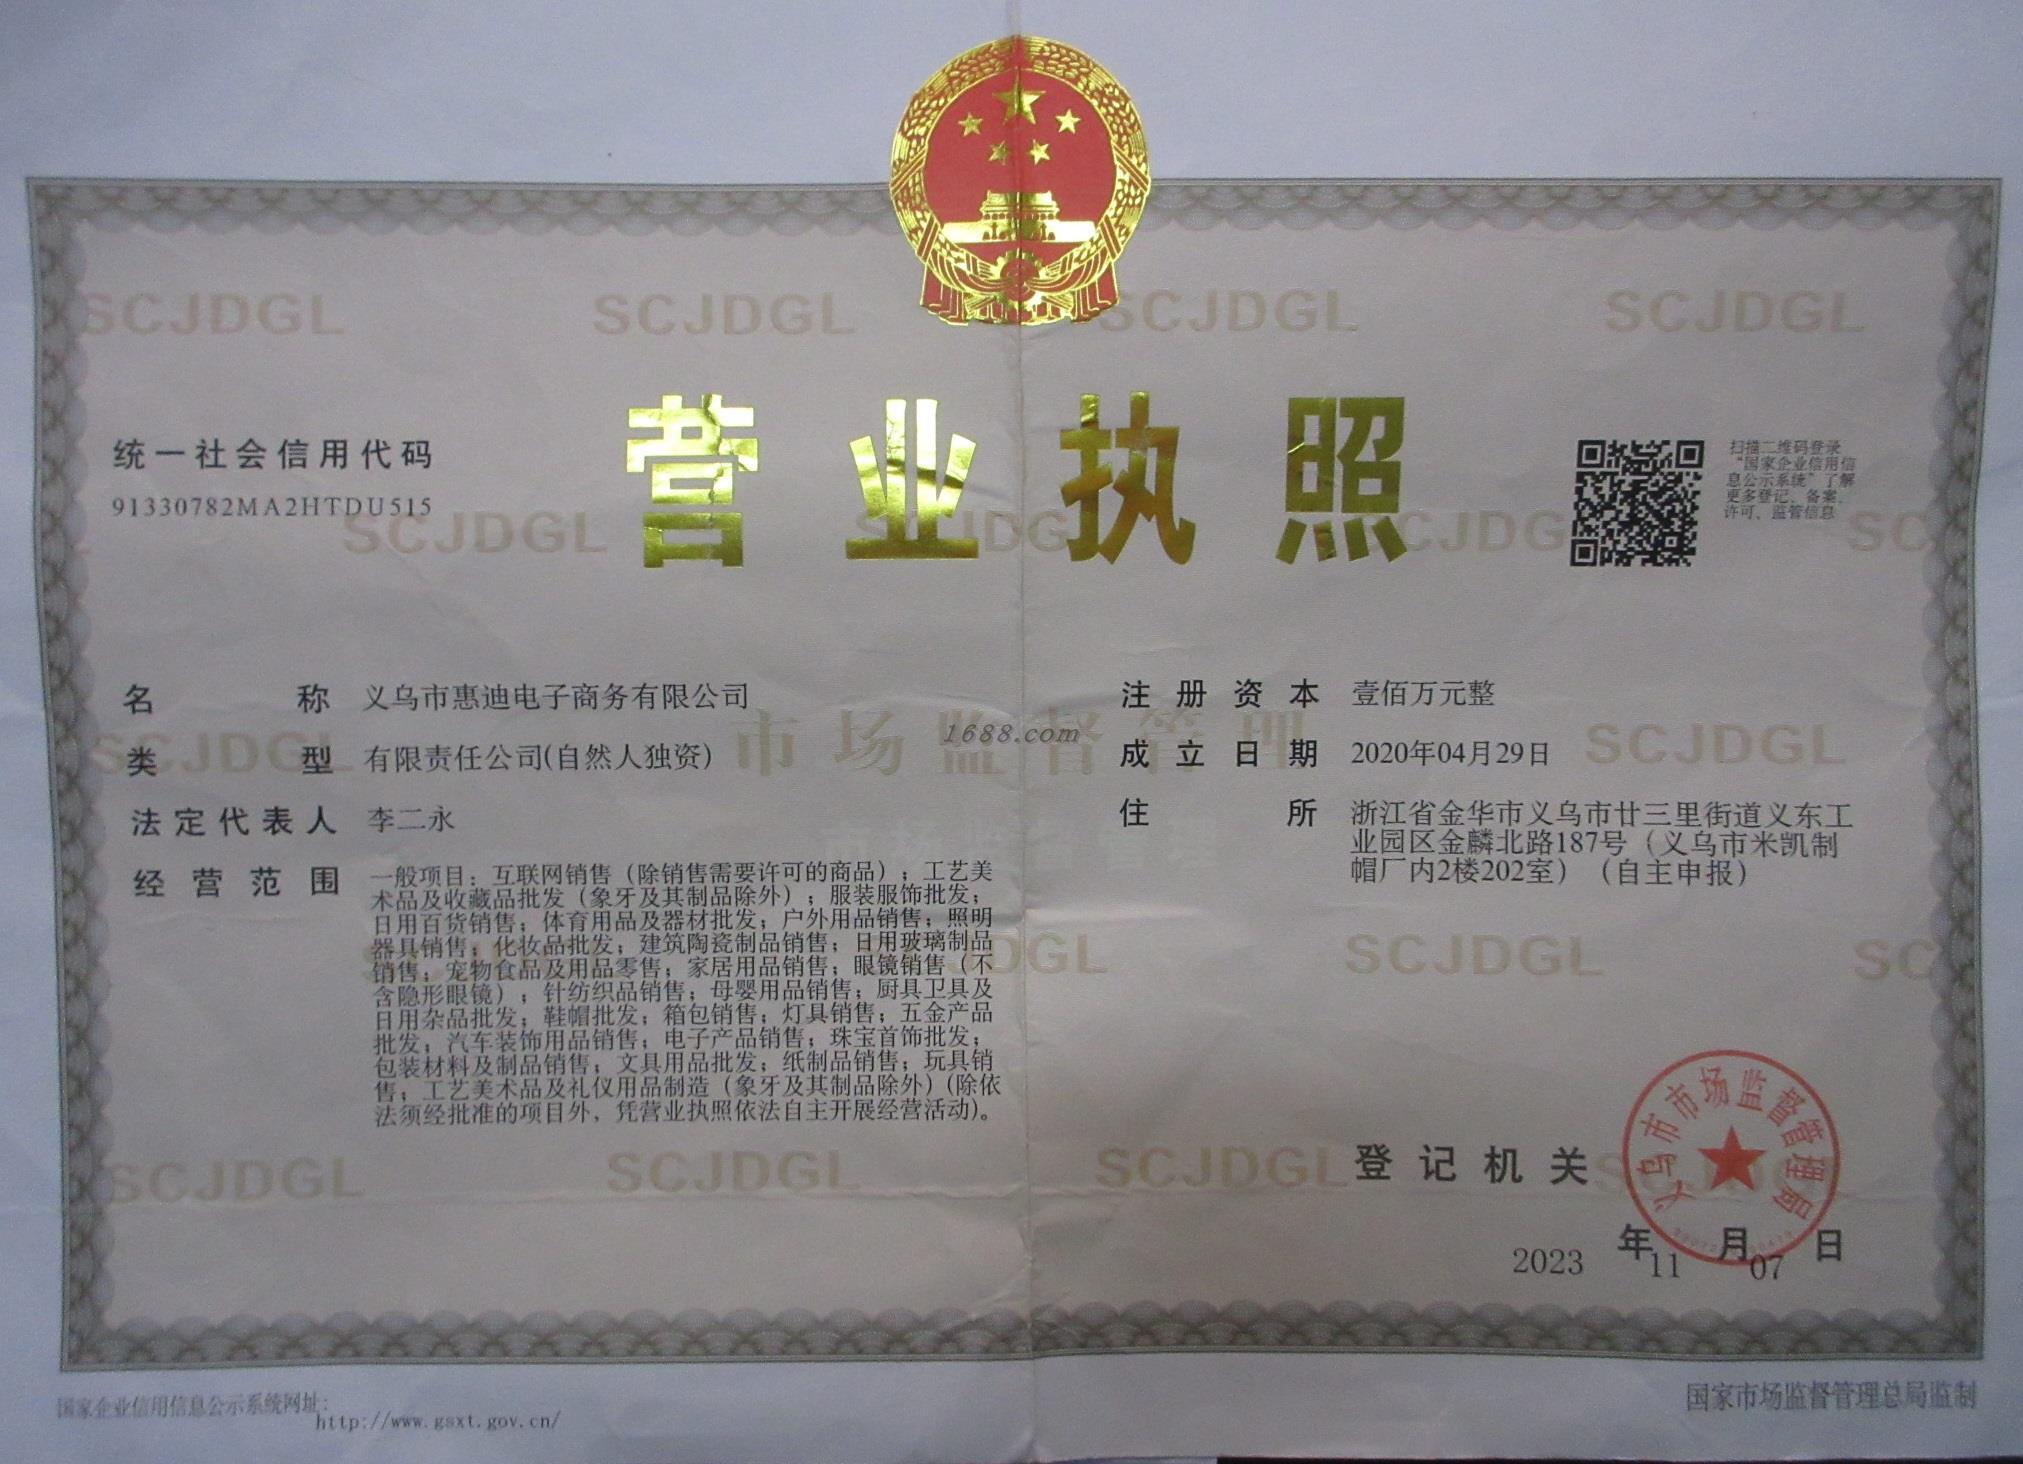 营业执照
统一社会信用代码
91330782MA2HTDU515
扫描二维码登录
“国家企业信用信
息公示系统”了解
更多登记、备案、
许可、监管信息
名称 义乌市惠迪电子商务有限公司
类型 有限责任公司(自然人独资)
法定代表人 李二永
经营范围 一般项目：互联网销售（除销售需要许可的商品）；工艺美
术品及收藏品批发（象牙及其制品除外）；服装服饰批发；
日用百货销售；体育用品及器材批发；户外用品销售；照明
器具销售；化妆品批发；建筑陶瓷制品销售；日用玻璃制品
销售；宠物食品及用品零售；家居用品销售；眼镜销售（不
含隐形眼镜）；针纺织品销售；母婴用品销售；厨具卫具及
日用杂品批发；鞋帽批发；箱包销售；灯具销售；五金产品
批发；汽车装饰用品销售；电子产品销售；珠宝首饰批发；
包装材料及制品销售；文具用品批发；纸制品销售；玩具销
售；工艺美术品及礼仪用品制造（象牙及其制品除外）(除依
法须经批准的项目外，凭营业执照依法自主开展经营活动)。
注册资本 壹佰万元整
成立日期 2020年04月29日
住所 浙江省金华市义乌市廿三里街道义东工
业园区金麟北路187号（义乌市米凯制
帽厂内2楼202室）（自主申报）
市场监督管理
1688.com
SCJDGL SCJDGL SCJDGL SCJDGL
登记机关
义乌市市场监督管理局
2023年11月07日
国家企业信用信息公示系统网址：
http://www.gsxt.gov.cn/
国家市场监督管理总局监制